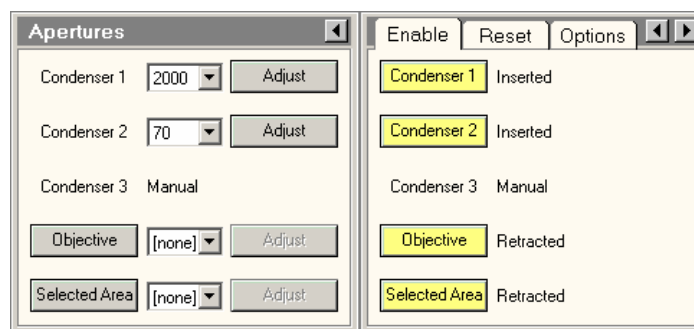 Apertures
Condenser 1 2000 Adjust
Condenser 2 70 Adjust
Condenser 3 Manual
Objective [none] Adjust
Selected Area [none] Adjust
Enable Reset Options
Condenser 1 Inserted
Condenser 2 Inserted
Condenser 3 Manual
Objective Retracted
Selected Area Retracted